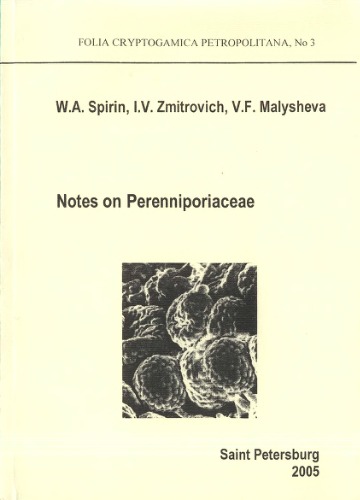 FOLIA CRYPTOGAMICA PETROPOLITANA, No 3
W.A. Spirin, I.V. Zmitrovich, V.F. Malysheva
Notes on Perenniporiaceae
Saint Petersburg
2005